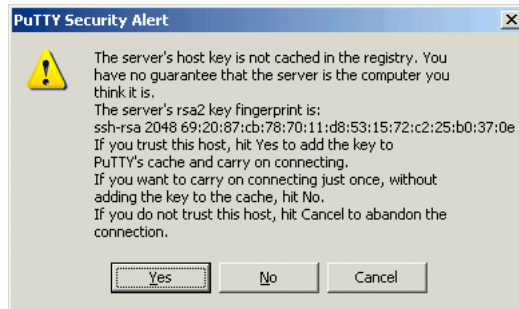 PuTTY Security Alert
The server's host key is not cached in the registry. You
have no guarantee that the server is the computer you
think it is.
The server's rsa2 key fingerprint is:
ssh-rsa 2048 69:20:87:cb:78:70:11:d8:53:15:72:c2:25:b0:37:0e
If you trust this host, hit Yes to add the key to
PuTTY's cache and carry on connecting.
If you want to carry on connecting just once, without
adding the key to the cache, hit No.
If you do not trust this host, hit Cancel to abandon the
connection.
Yes No Cancel